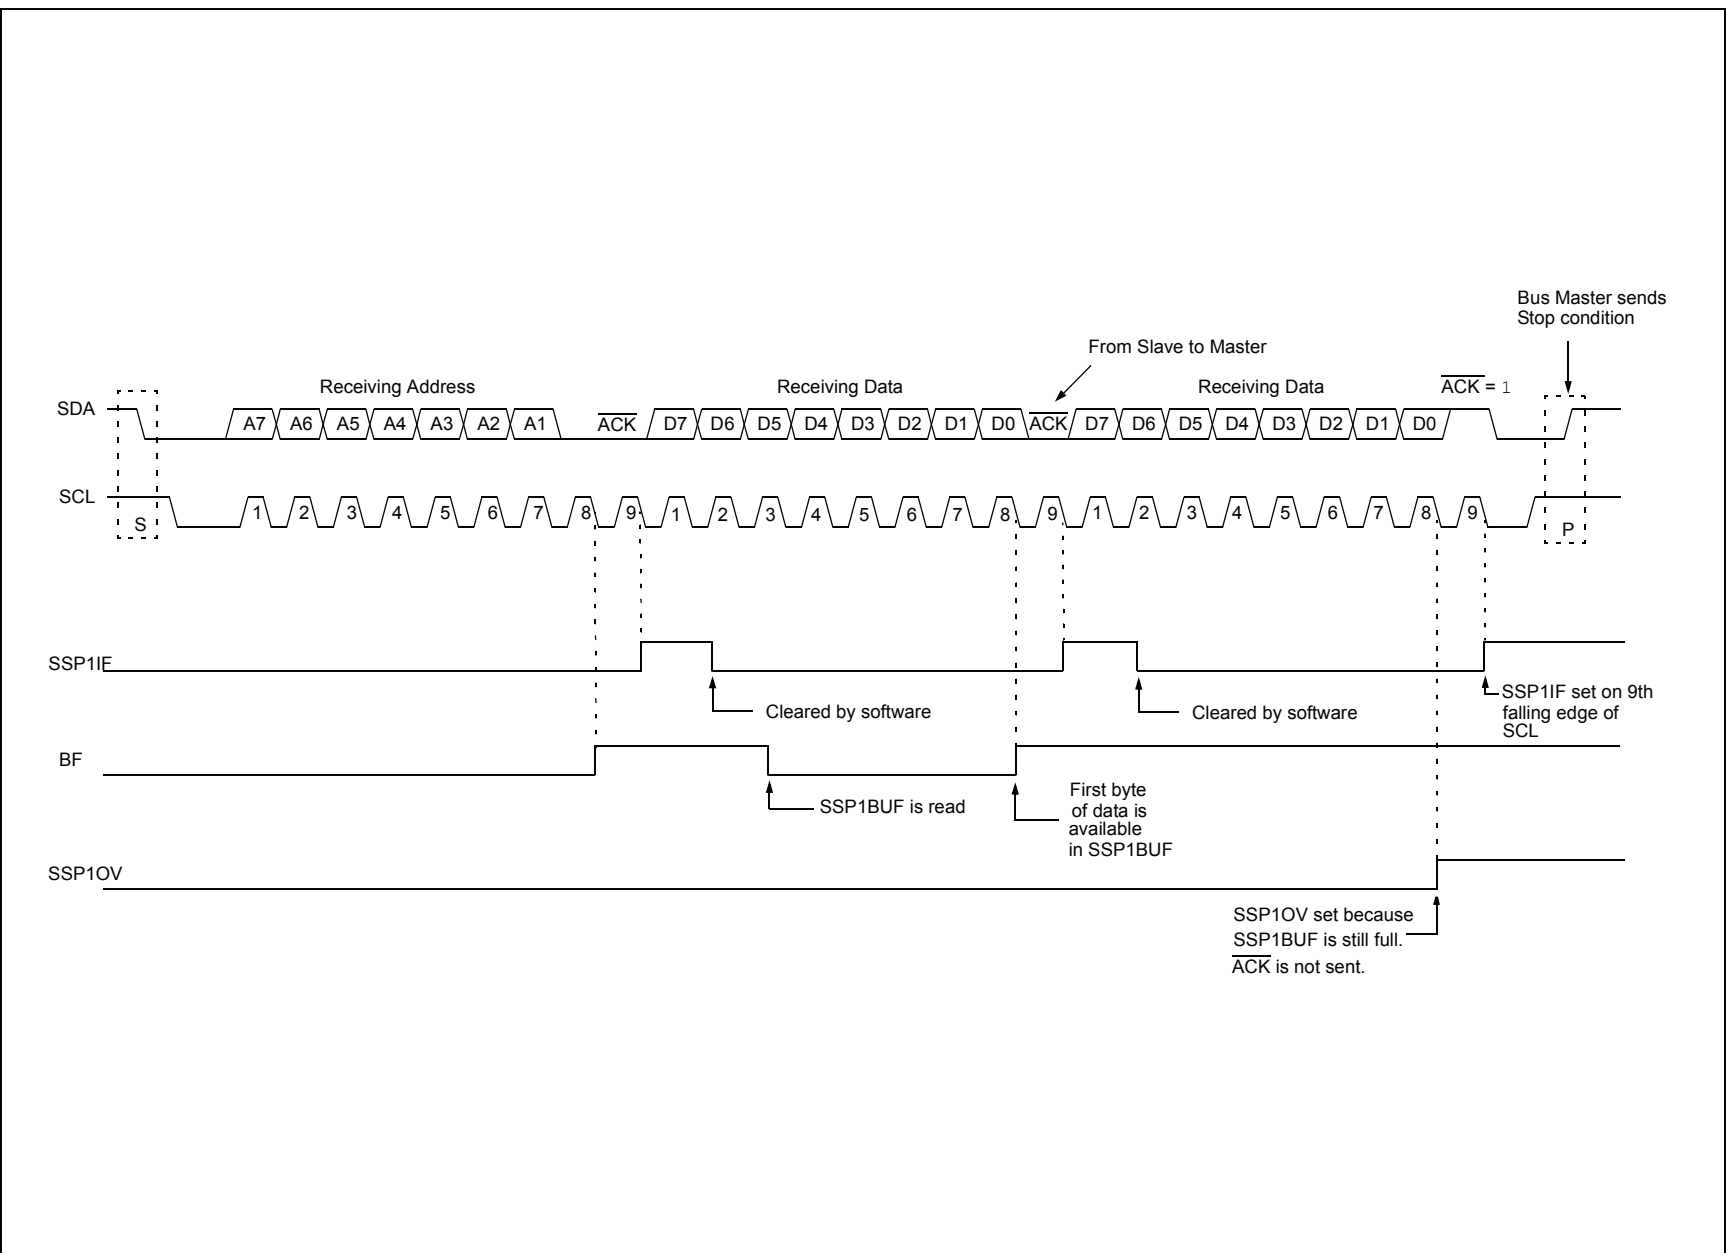 Bus Master sends
Stop condition
From Slave to Master
Receiving Address
Receiving Data
Receiving Data
ACK = 1
SDA
A7 A6 A5 A4 A3 A2 A1 ACK D7 D6 D5 D4 D3 D2 D1 D0 ACK D7 D6 D5 D4 D3 D2 D1 D0
SCL
S
1 2 3 4 5 6 7 8 9 1 2 3 4 5 6 7 8 9 1 2 3 4 5 6 7 8 9
P
SSP1IF
Cleared by software
Cleared by software
SSP1IF set on 9th
falling edge of
SCL
BF
SSP1BUF is read
First byte
of data is
available
in SSP1BUF
SSP1OV
SSP1OV set because
SSP1BUF is still full.
ACK is not sent.